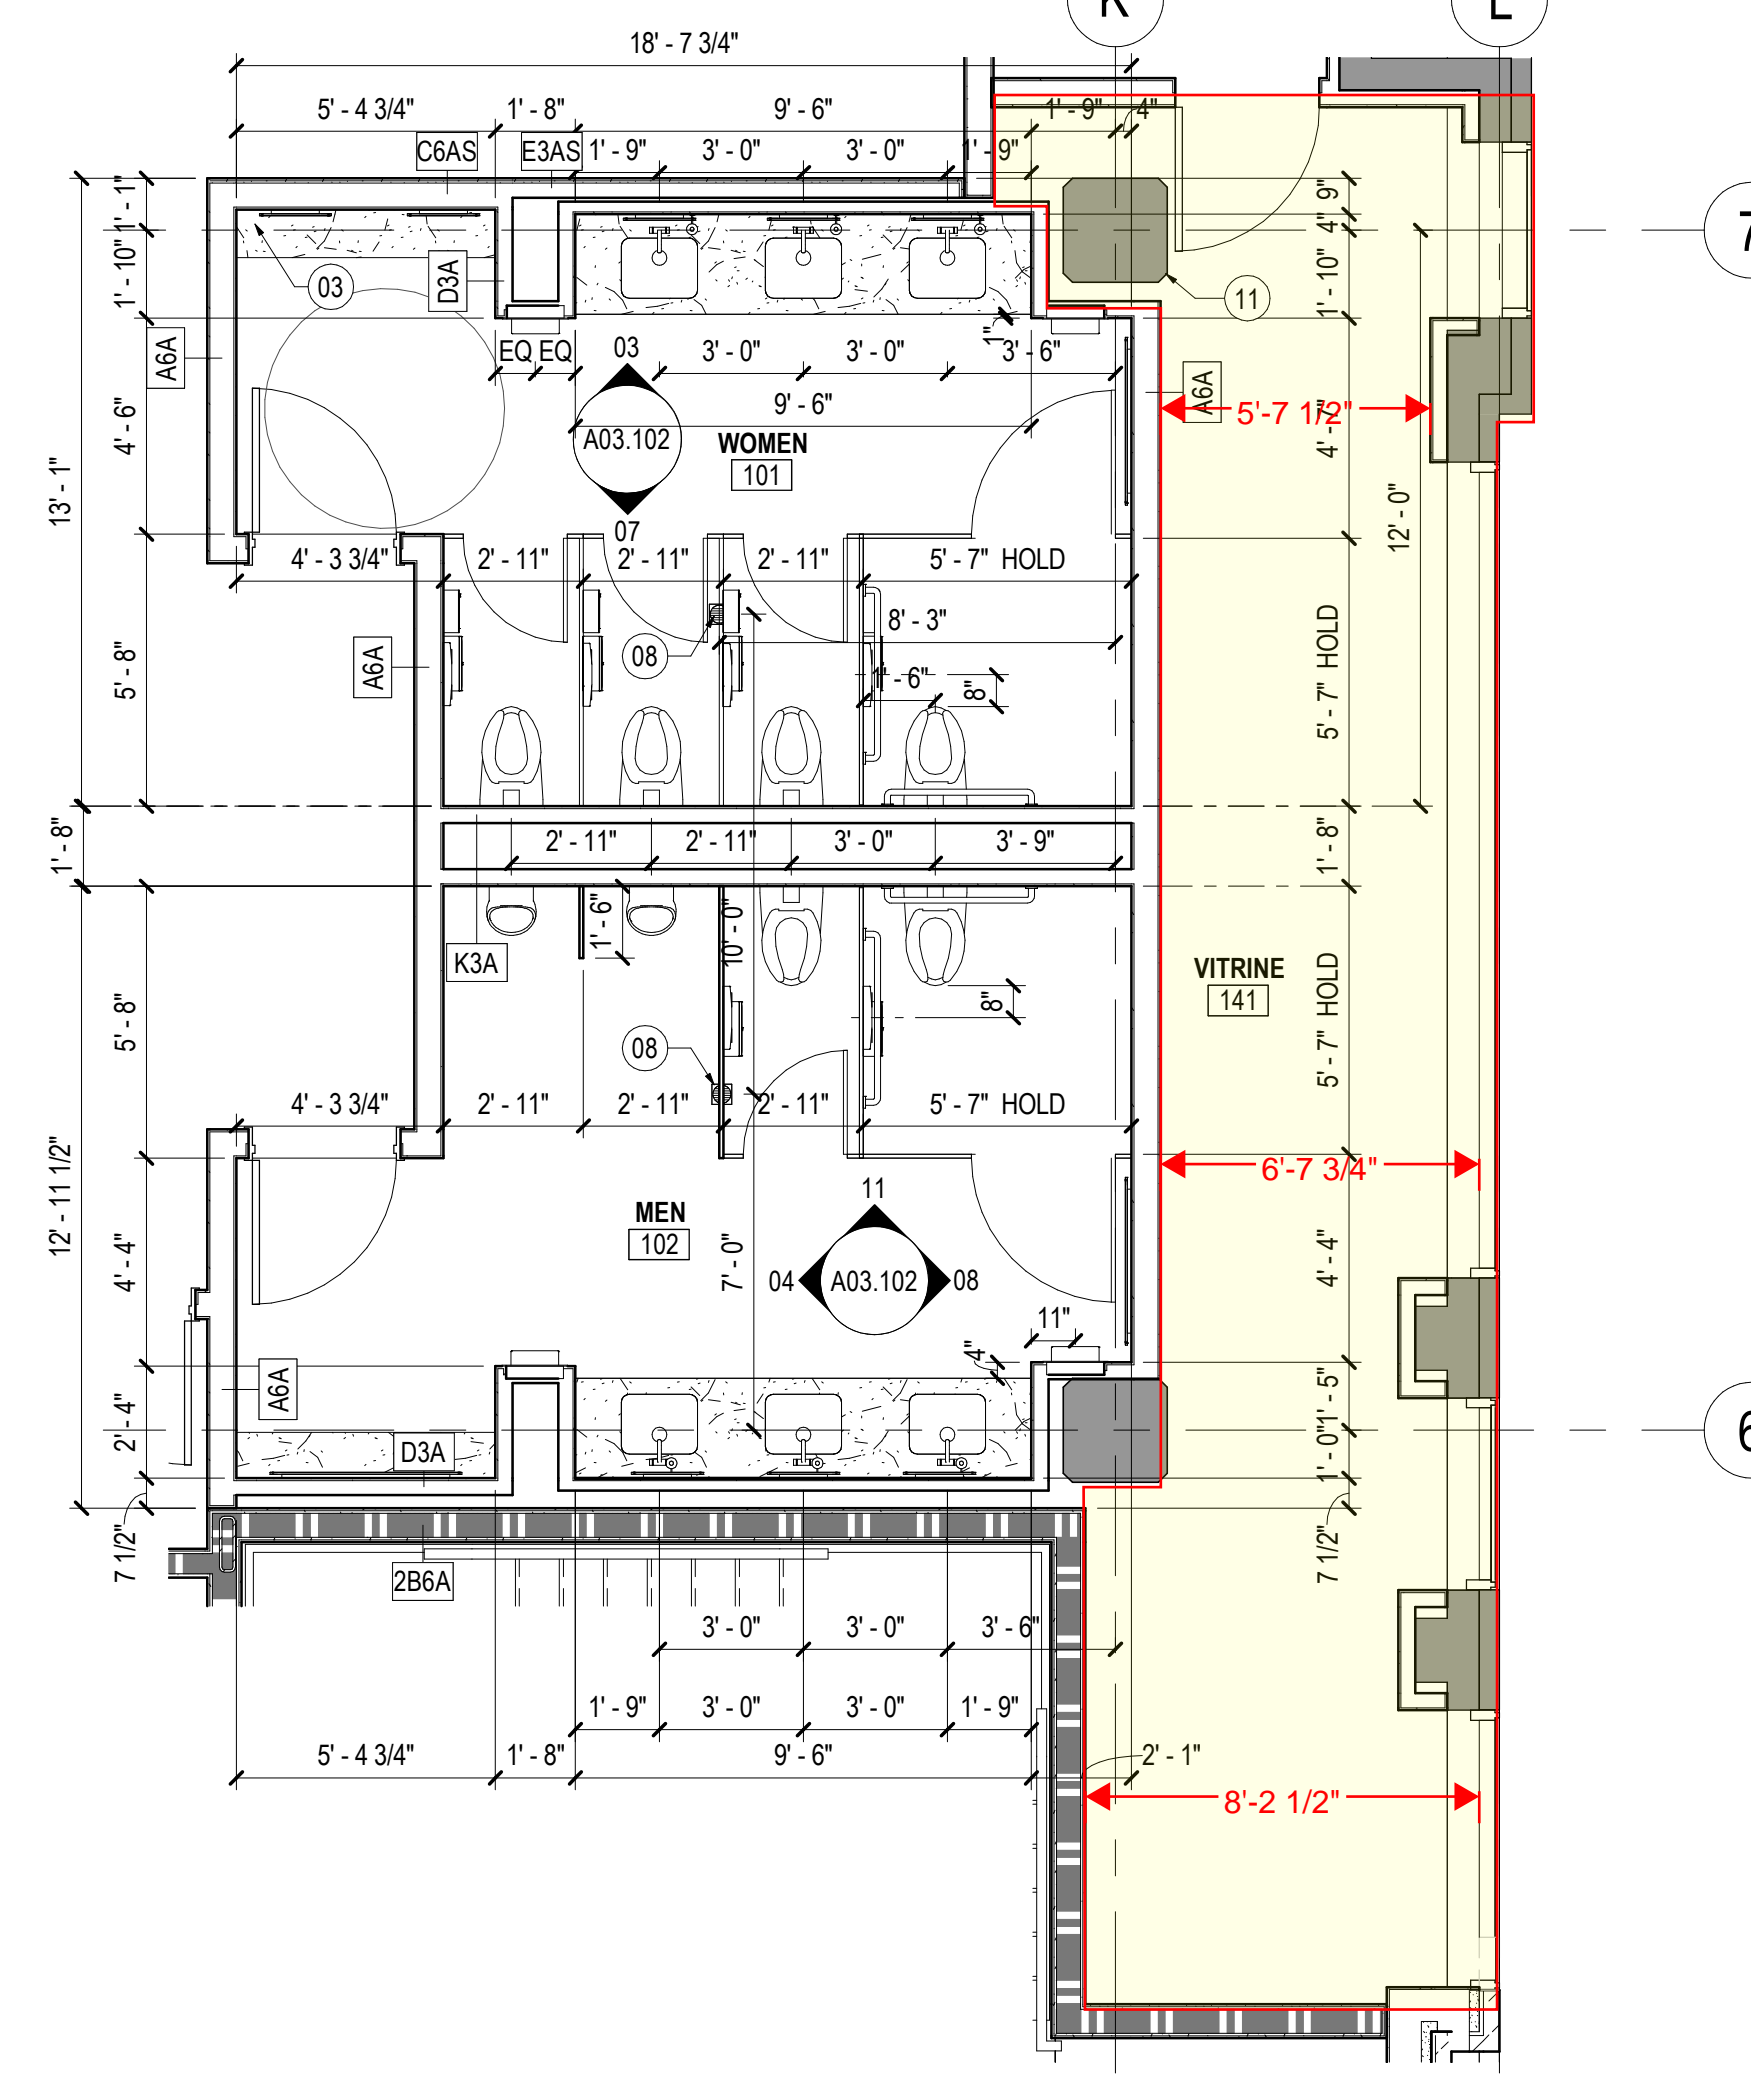 K
L
18' - 7 3/4"
5' - 4 3/4"
1' - 8"
9' - 6"
1' - 9"
4"
C6AS
E3AS
1' - 9"
3' - 0"
3' - 0"
1' - 9"
1' - 1"
1' - 10"
03
D3A
4" 9"
1' - 10"
7
11
A6A
1"
EQ EQ
03
3' - 0"
3' - 0"
3' - 6"
9' - 6"
A6A
5'-7 1/2"
4' - 7"
4' - 6"
A03.102
WOMEN
101
07
13' - 1"
12' - 0"
4' - 3 3/4"
2' - 11"
2' - 11"
2' - 11"
5' - 7" HOLD
8' - 3"
08
A6A
5' - 8"
1' - 6"
8"
5' - 7" HOLD
1' - 8"
2' - 11"
2' - 11"
3' - 0"
3' - 9"
1' - 8"
1' - 6"
10' - 0"
K3A
VITRINE
141
5' - 7" HOLD
8"
5' - 8"
08
4' - 3 3/4"
2' - 11"
2' - 11"
2' - 11"
5' - 7" HOLD
6'-7 3/4"
12' - 11 1/2"
MEN
102
11
04
A03.102
08
7' - 0"
4' - 4"
4' - 4"
11"
4"
A6A
2' - 4"
D3A
1' - 5"
1' - 0"
6
7 1/2"
7 1/2"
2B6A
3' - 0"
3' - 0"
3' - 6"
1' - 9"
3' - 0"
3' - 0"
1' - 9"
5' - 4 3/4"
1' - 8"
9' - 6"
2' - 1"
8'-2 1/2"